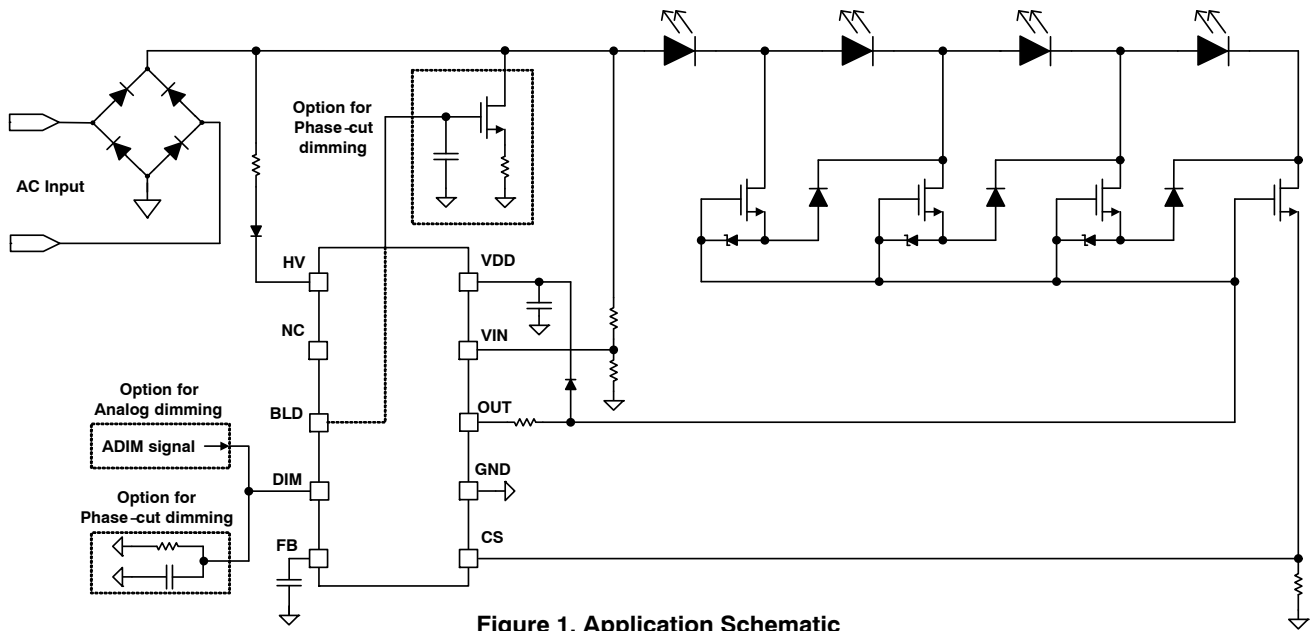 Option for
Phase-cut
dimming
AC Input
HV
VDD
NC
VIN
Option for
Analog dimming
ADIM signal
BLD
OUT
DIM
GND
Option for
Phase-cut dimming
FB
CS
Figure 1. Application Schematic